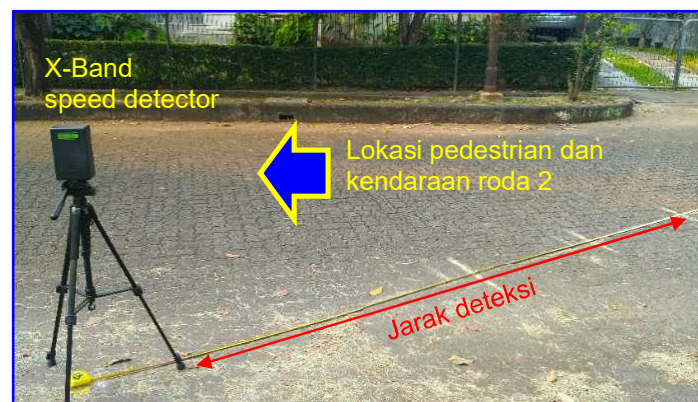 X-Band
speed detector
Lokasi pedestrian dan
kendaraan roda 2
Jarak deteksi